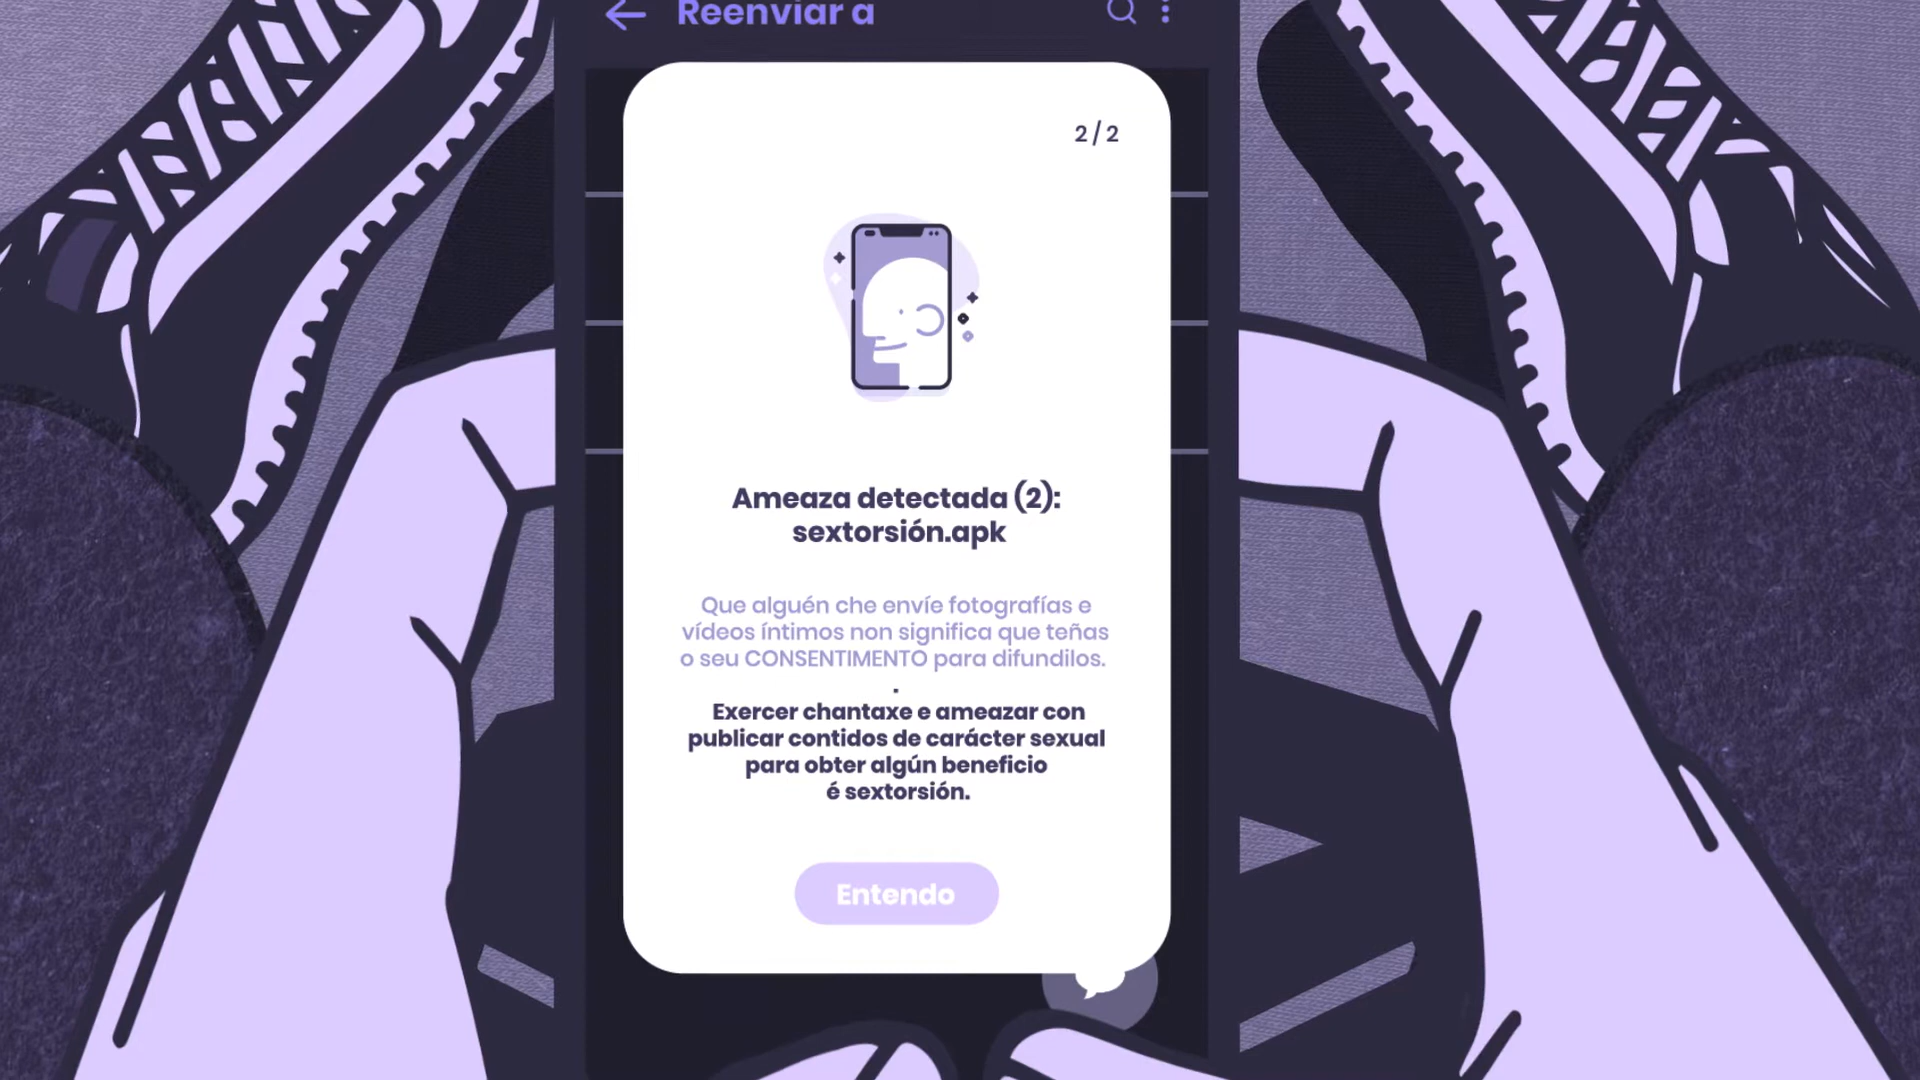 Reenviar a
2 / 2
Ameaza detectada (2):
sextorsión.apk
Que alguén che envíe fotografías e
vídeos íntimos non significa que teñas
o seu CONSENTIMENTO para difundilos.
.
Exercer chantaxe e ameazar con
publicar contidos de carácter sexual
para obter algún beneficio
é sextorsión.
Entendo